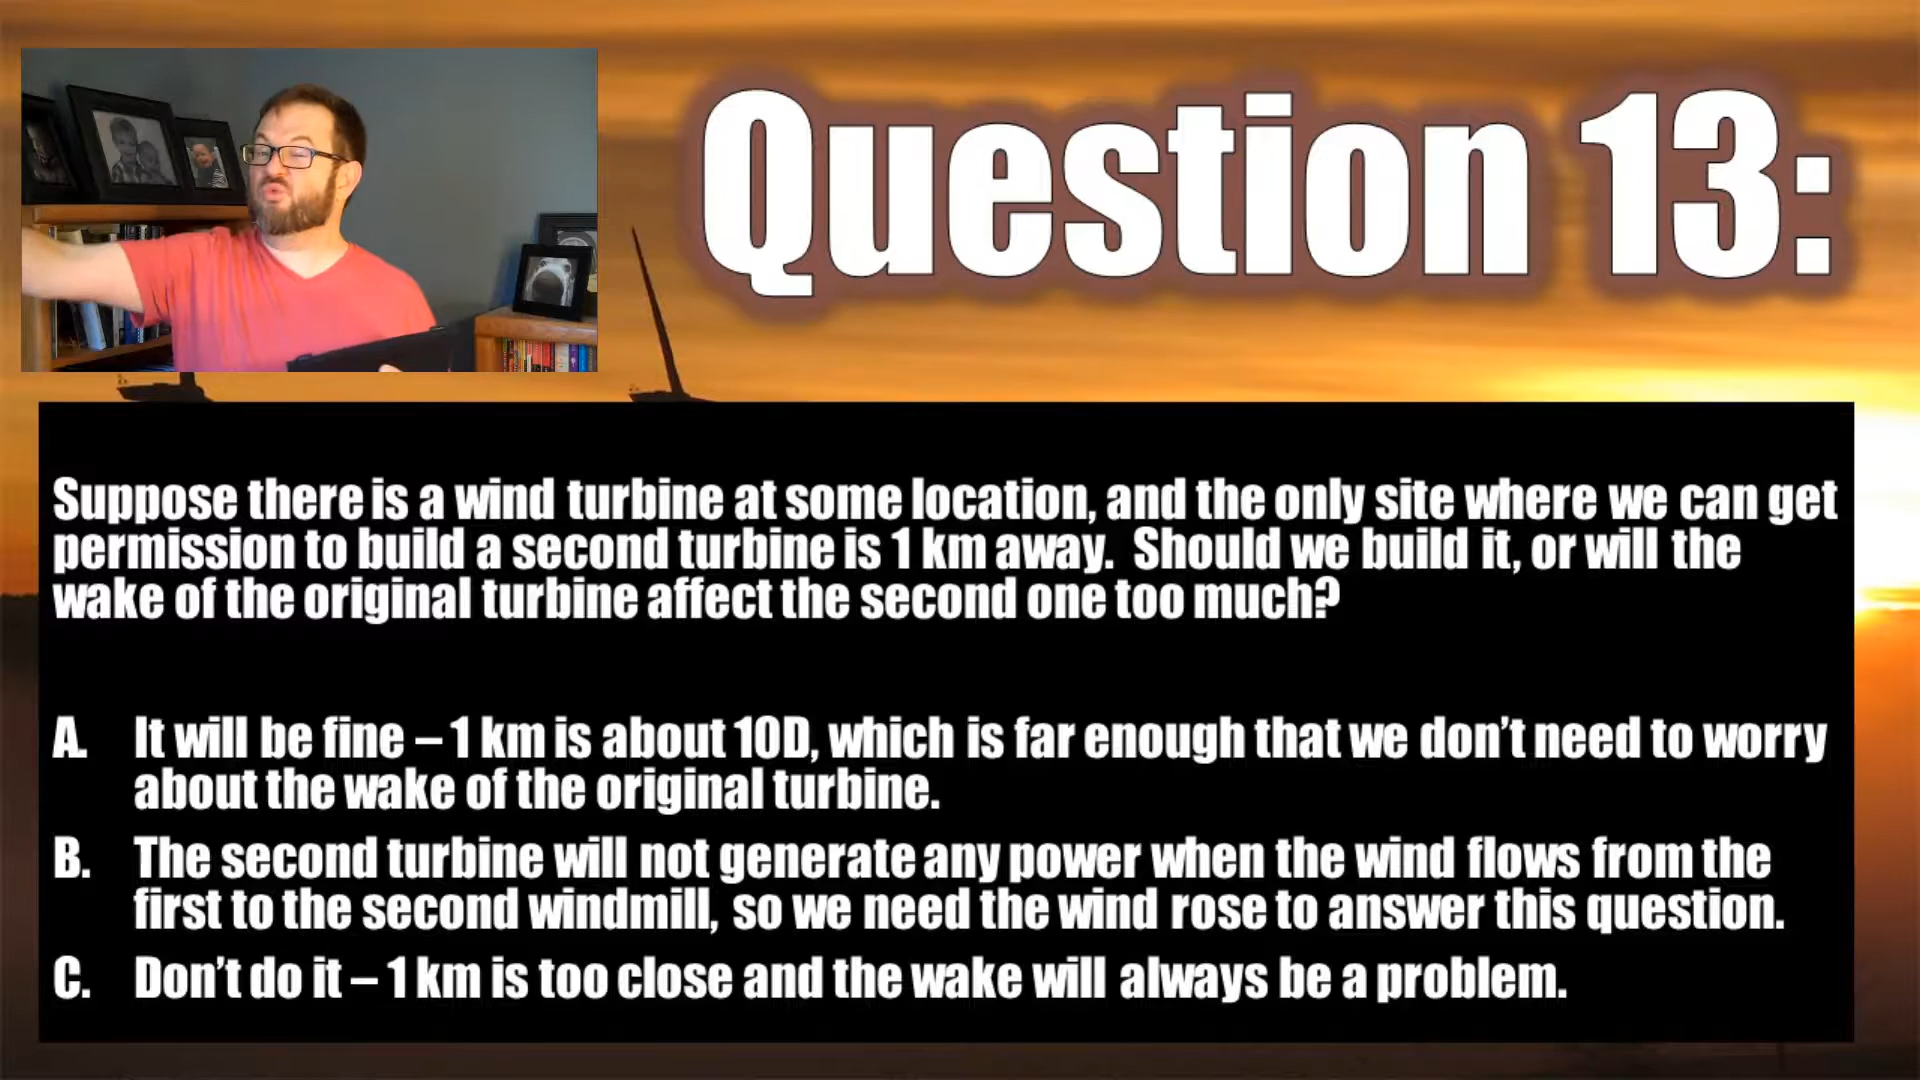 Question 13:
Suppose there is a wind turbine at some location, and the only site where we can get
permission to build a second turbine is 1 km away.  Should we build it, or will the
wake of the original turbine affect the second one too much?
A. It will be fine – 1 km is about 10D, which is far enough that we don't need to worry
about the wake of the original turbine.
B. The second turbine will not generate any power when the wind flows from the
first to the second windmill, so we need the wind rose to answer this question.
C. Don't do it – 1 km is too close and the wake will always be a problem.